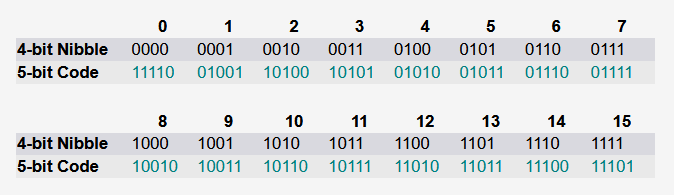 0 1 2 3 4 5 6 7
4-bit Nibble 0000 0001 0010 0011 0100 0101 0110 0111
5-bit Code 11110 01001 10100 10101 01010 01011 01110 01111
8 9 10 11 12 13 14 15
4-bit Nibble 1000 1001 1010 1011 1100 1101 1110 1111
5-bit Code 10010 10011 10110 10111 11010 11011 11100 11101